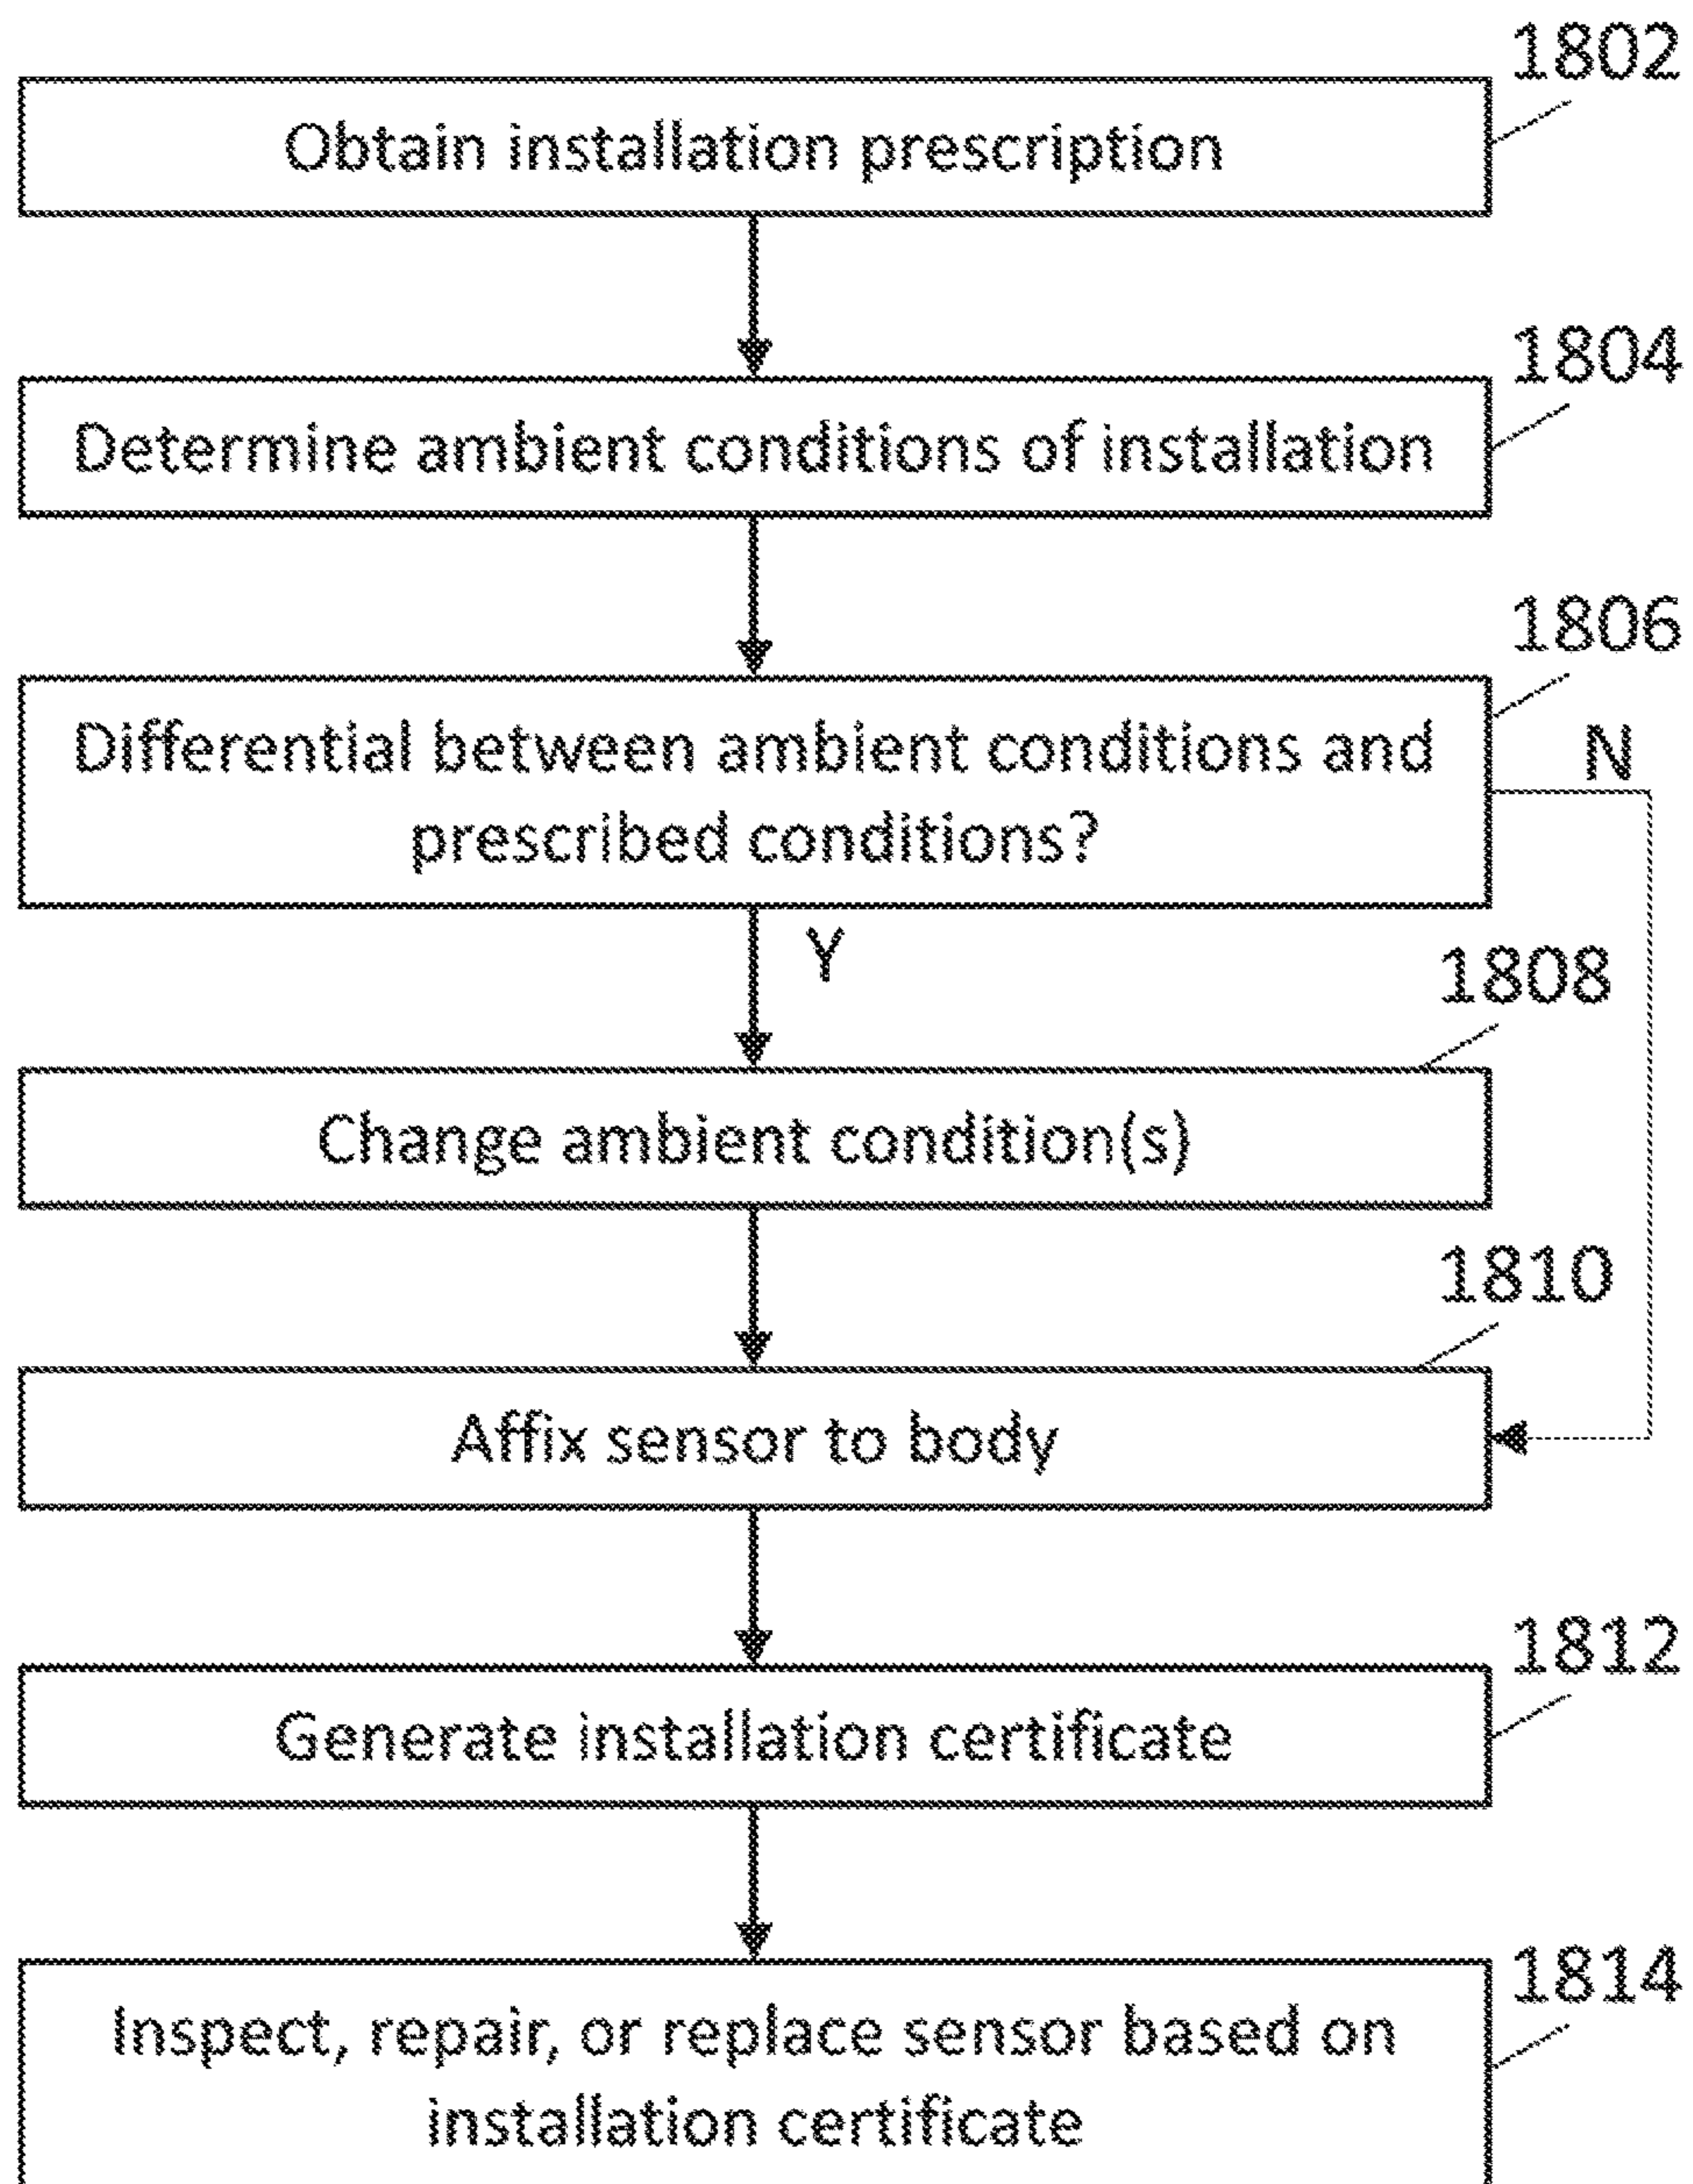 1802
Obtain installation prescription
1804
Determine ambient conditions of installation
1806
Differential between ambient conditions and
prescribed conditions?
N
Y
1808
Change ambient condition(s)
1810
Affix sensor to body
1812
Generate installation certificate
1814
Inspect, repair, or replace sensor based on
installation certificate